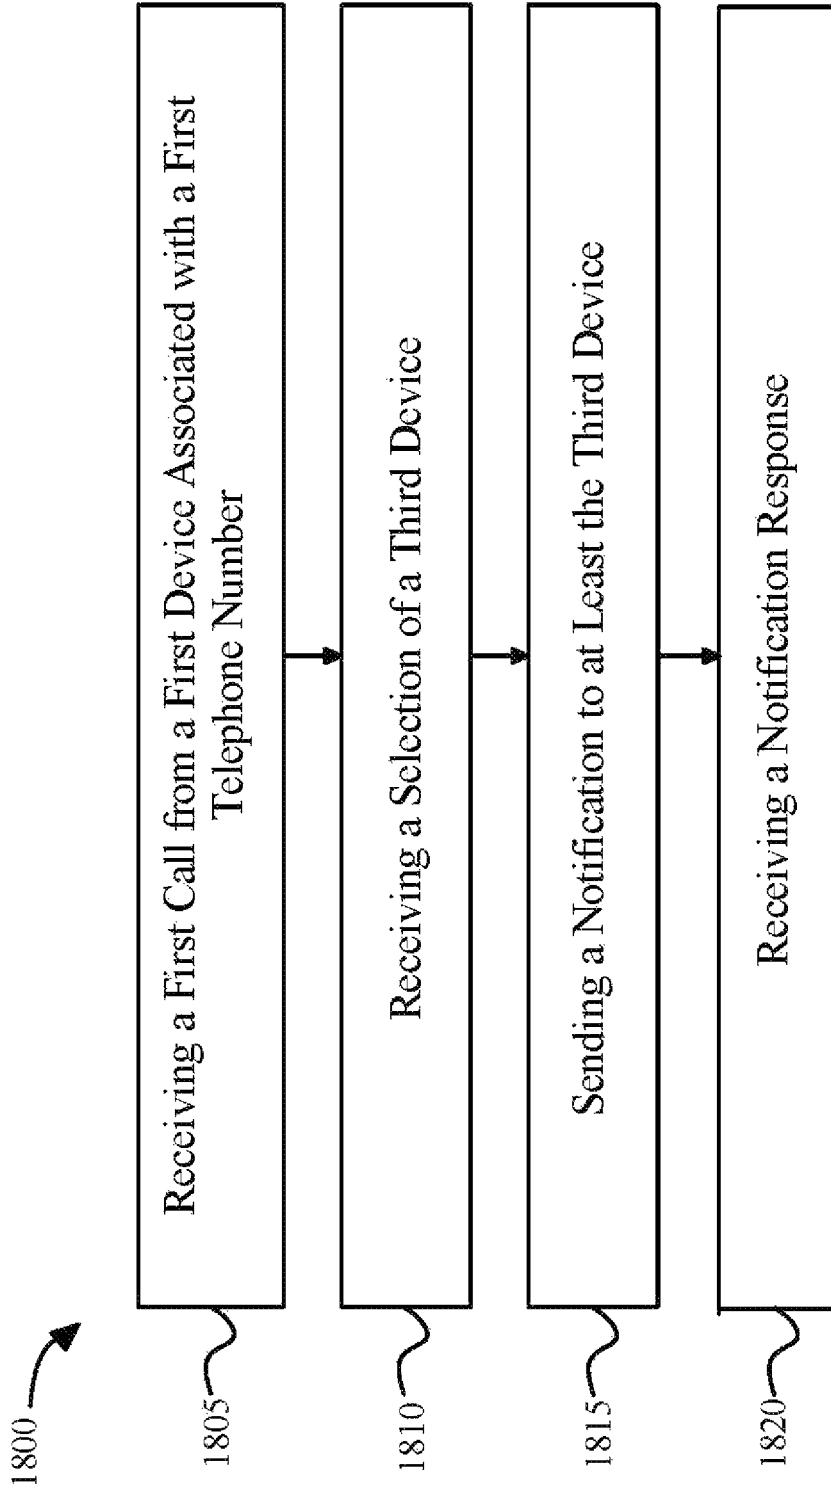 1800
1805
Receiving a First Call from a First Device Associated with a First
Telephone Number
1810
Receiving a Selection of a Third Device
1815
Sending a Notification to at Least the Third Device
1820
Receiving a Notification Response